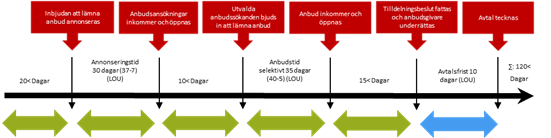 Inbjudan att lämna
anbud annonseras
Anbudsansökningar
inkommer och öppnas
Utvalda
anbudssökanden bjuds
in att lämna anbud
Anbud inkommer och
öppnas
Tilldelningsbeslut fattas
och anbudsgivare
underrättas
Avtal tecknas
20< Dagar
Annonseringstid
30 dagar (37-7)
(LOU)
10< Dagar
Anbudstid
selektivt 35 dagar
(40-5) (LOU)
15< Dagar
Avtalsfrist 10
dagar (LOU)
∑: 120<
Dagar